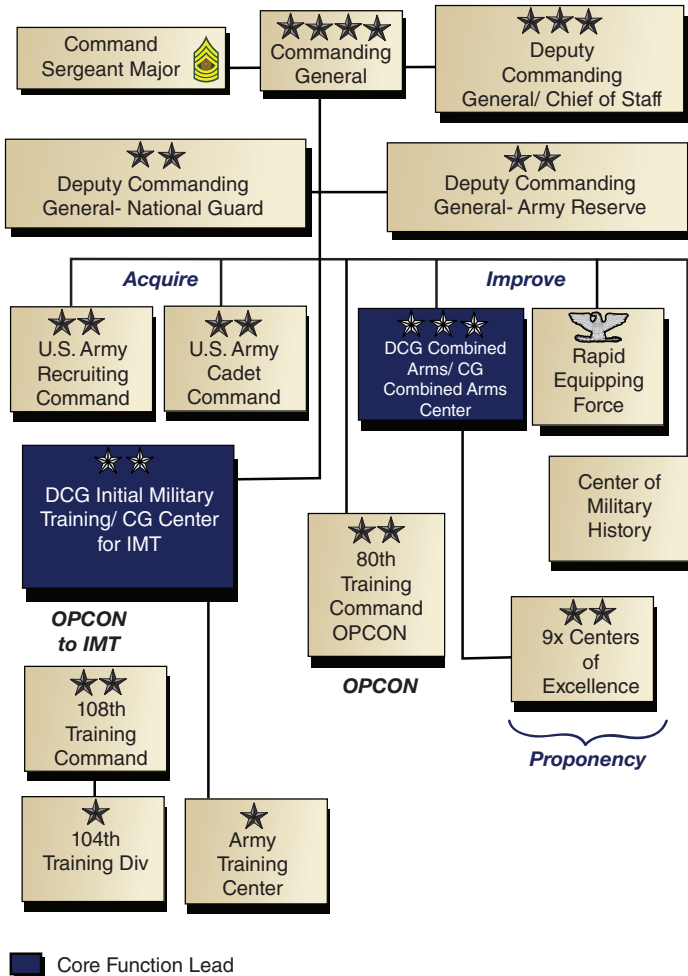 Command
Sergeant Major
Commanding
General
Deputy
Commanding
General/ Chief of Staff
Deputy Commanding
General- National Guard
Deputy Commanding
General- Army Reserve
Acquire
Improve
U.S. Army
Recruiting
Command
U.S. Army
Cadet
Command
DCG Combined
Arms/ CG
Combined Arms
Center
Rapid
Equipping
Force
DCG Initial Military
Training/ CG Center
for IMT
Center of
Military
History
80th
Training
Command
OPCON
OPCON
OPCON
to IMT
9x Centers
of
Excellence
Proponency
108th
Training
Command
104th
Training Div
Army
Training
Center
Core Function Lead